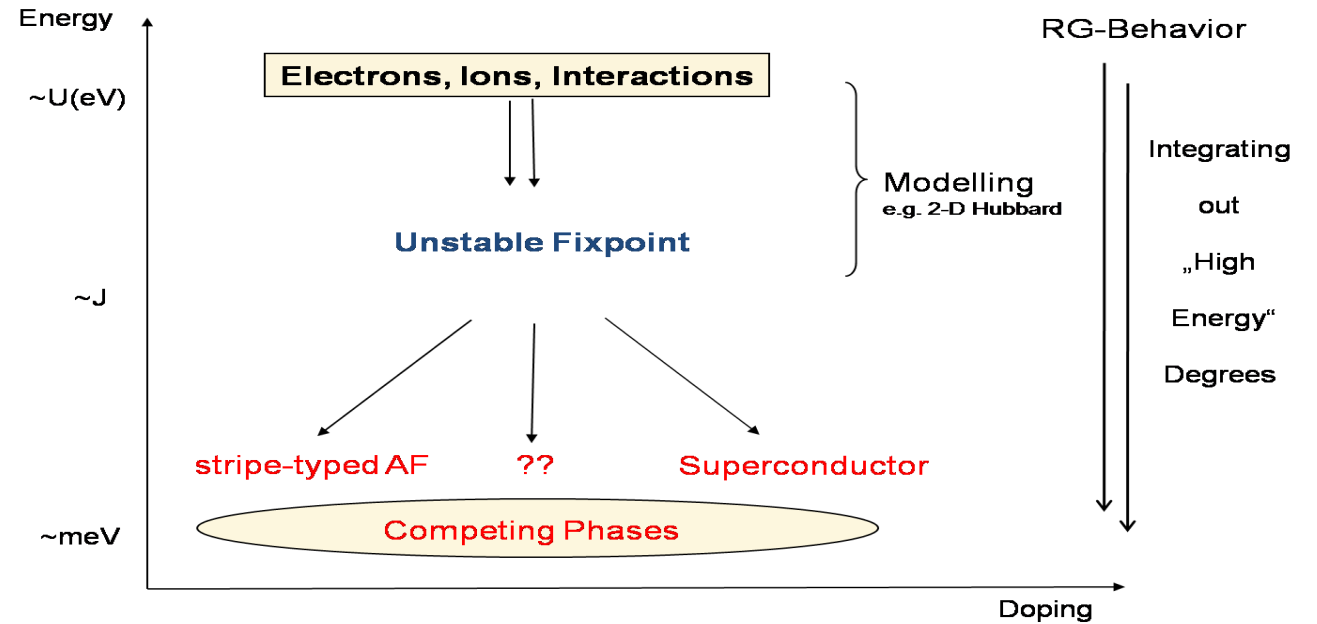 Energy
RG-Behavior
Electrons, Ions, Interactions
~U(eV)
Integrating
Modelling
out
e.g. 2-D Hubbard
Unstable Fixpoint
„High
~J
Energy“
Degrees
stripe-typed AF
??
Superconductor
Competing Phases
~meV
Doping